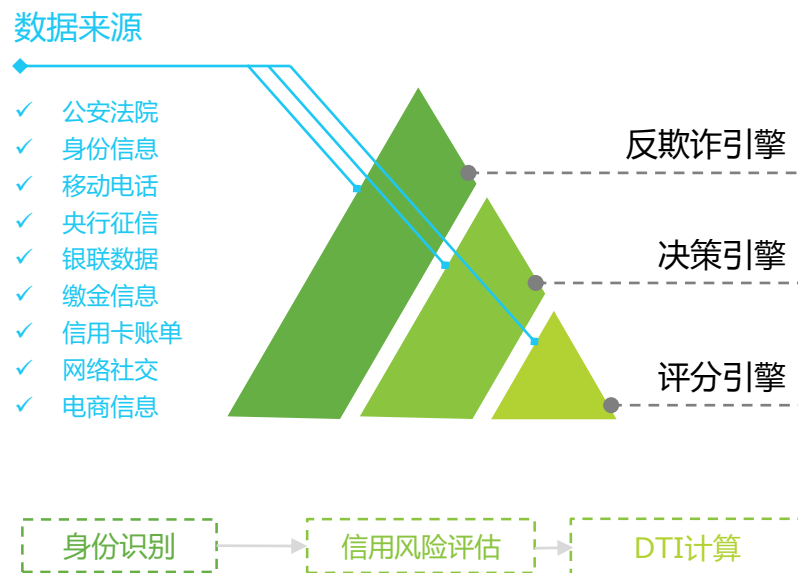 数据来源
公安法院
身份信息
移动电话
央行征信
银联数据
缴金信息
信用卡账单
网络社交
电商信息
反欺诈引擎
决策引擎
评分引擎
身份识别
信用风险评估
DTI计算